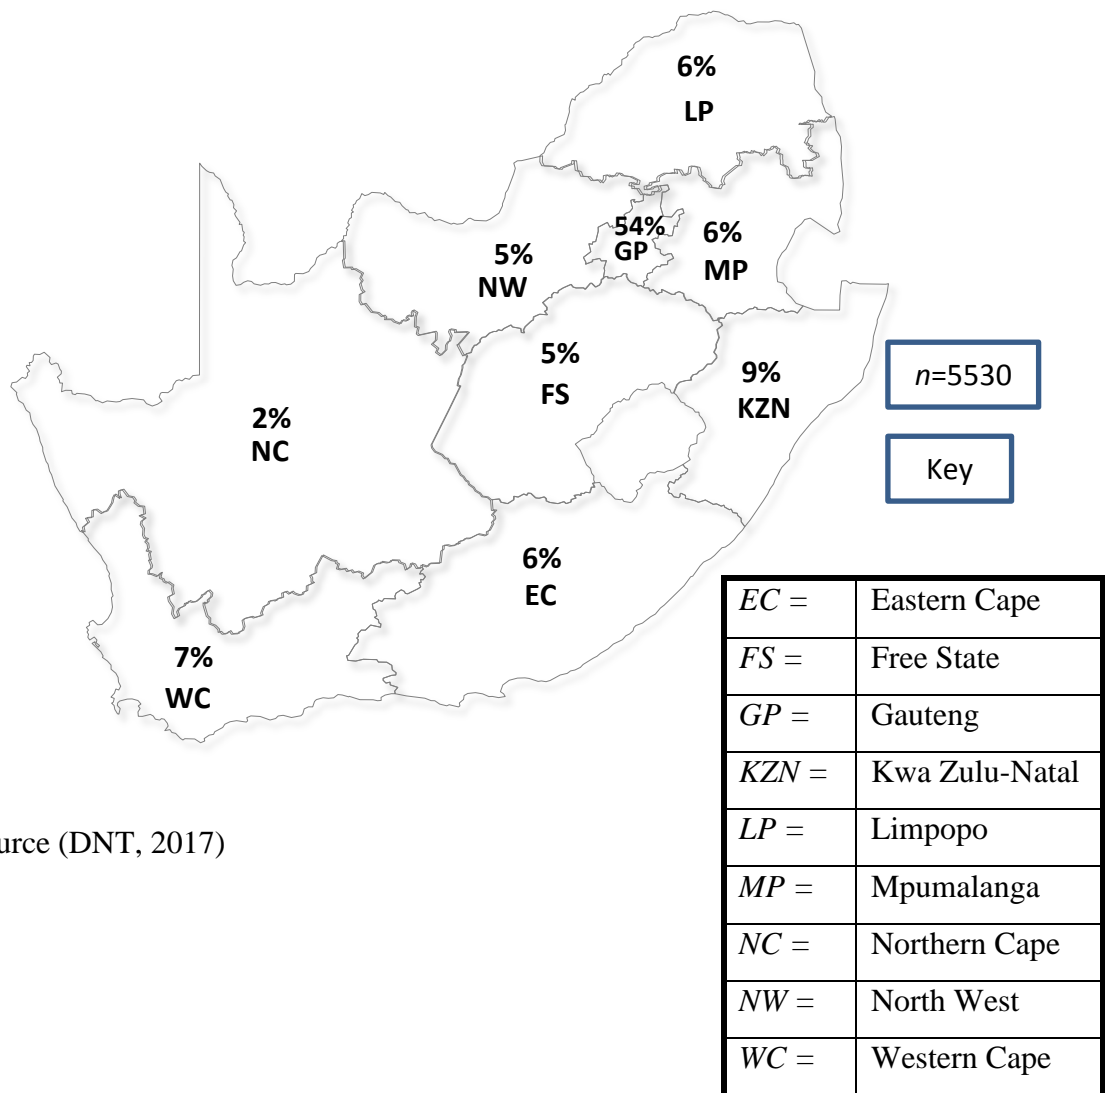 6%
LP
54%
GP
6%
MP
5%
NW
5%
FS
9%
KZN
n=5530
2%
NC
Key
6%
EC
7%
WC
EC = Eastern Cape
FS = Free State
GP = Gauteng
KZN = Kwa Zulu-Natal
LP = Limpopo
MP = Mpumalanga
NC = Northern Cape
NW = North West
WC = Western Cape
urce (DNT, 2017)